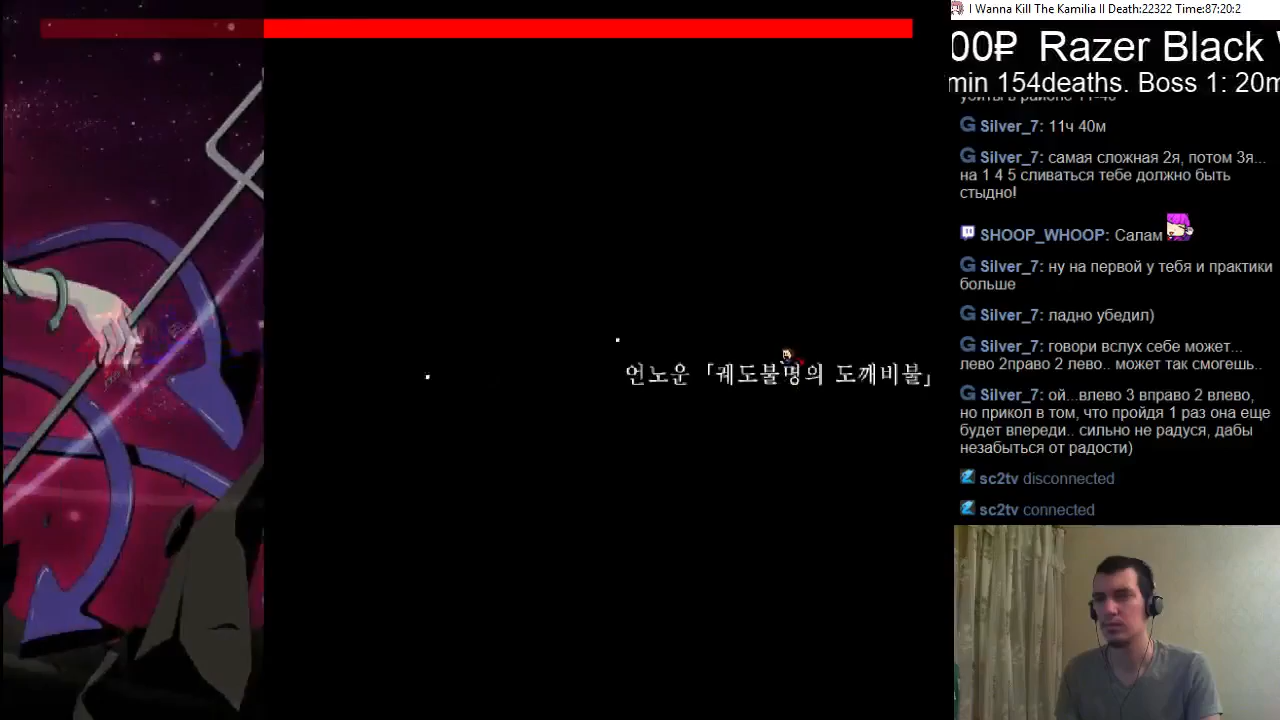 I Wanna Kill The Kamilia II Death:22322 Time:87:20:2
00₽ Razer Black
min 154deaths. Boss 1: 20m
Silver_7: 11ч 40м
Silver_7: самая сложная 2я, потом 3я...
на 1 4 5 сливаться тебе должно быть
стыдно!
SHOOP_WHOOP: Салам
Silver_7: ну на первой у тебя и практики
больше
Silver_7: ладно убедил)
Silver_7: говори вслух себе может...
лево 2право 2 лево.. может так смогешь..
Silver_7: ой...влево 3 вправо 2 влево,
но прикол в том, что пройдя 1 раз она еще
будет впереди.. сильно не радуся, дабы
незабыться от радости)
sc2tv disconnected
sc2tv connected
언노운「궤도불명의 도깨비불」